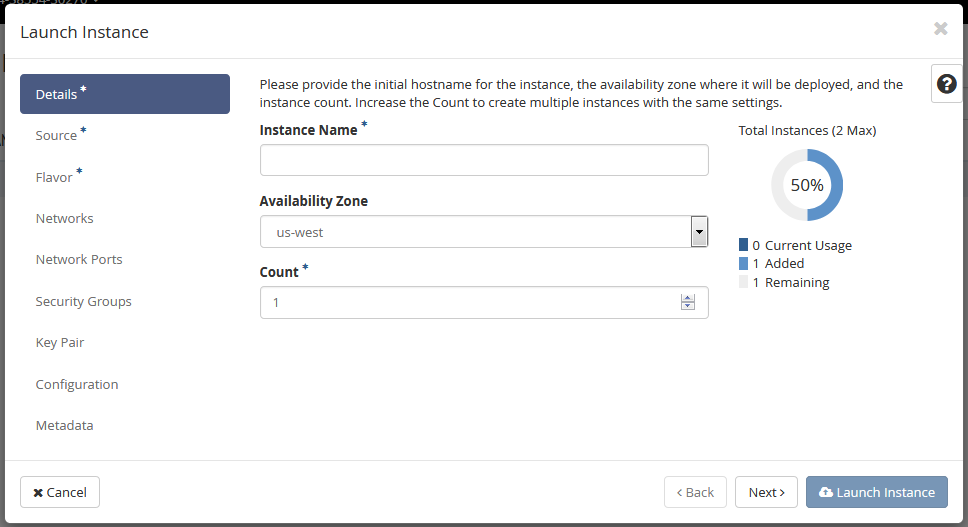 Launch Instance
Details *
Source *
Flavor *
Networks
Network Ports
Security Groups
Key Pair
Configuration
Metadata
Please provide the initial hostname for the instance, the availability zone where it will be deployed, and the
instance count. Increase the Count to create multiple instances with the same settings.
Instance Name *
Availability Zone
us-west
Count *
1
Total Instances (2 Max)
50%
0 Current Usage
1 Added
1 Remaining
?
Cancel
< Back
Next >
Launch Instance